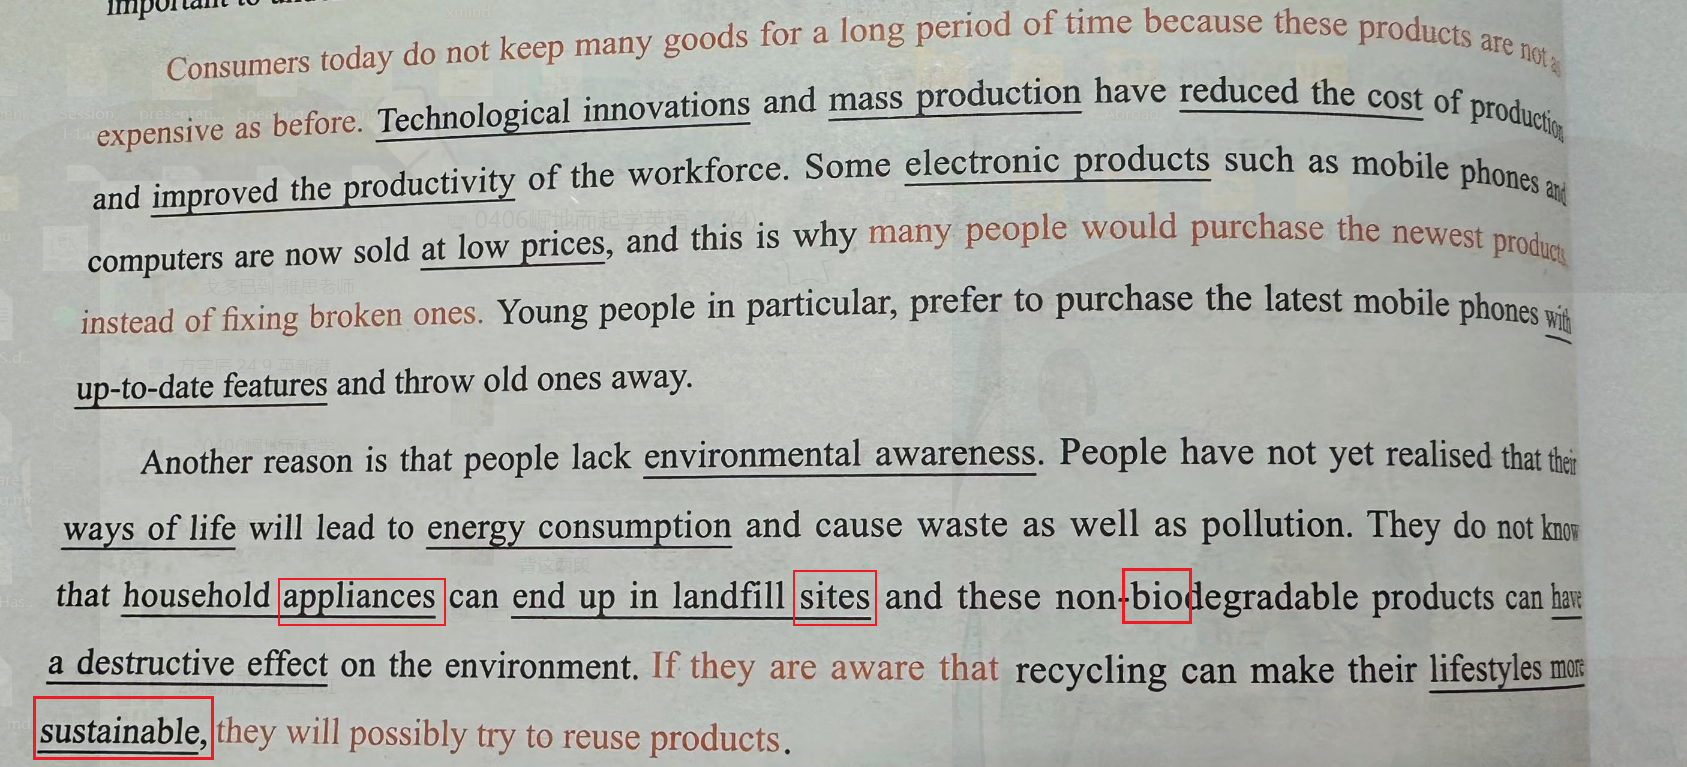 important to
Consumers today do not keep many goods for a long period of time because these products are not as
expensive as before. Technological innovations and mass production have reduced the cost of production
and improved the productivity of the workforce. Some electronic products such as mobile phones and
computers are now sold at low prices, and this is why many people would purchase the newest products
instead of fixing broken ones. Young people in particular, prefer to purchase the latest mobile phones with
up-to-date features and throw old ones away.
Another reason is that people lack environmental awareness. People have not yet realised that their
ways of life will lead to energy consumption and cause waste as well as pollution. They do not know
that household appliances can end up in landfill sites and these non-biodegradable products can have
a destructive effect on the environment. If they are aware that recycling can make their lifestyles more
sustainable, they will possibly try to reuse products.